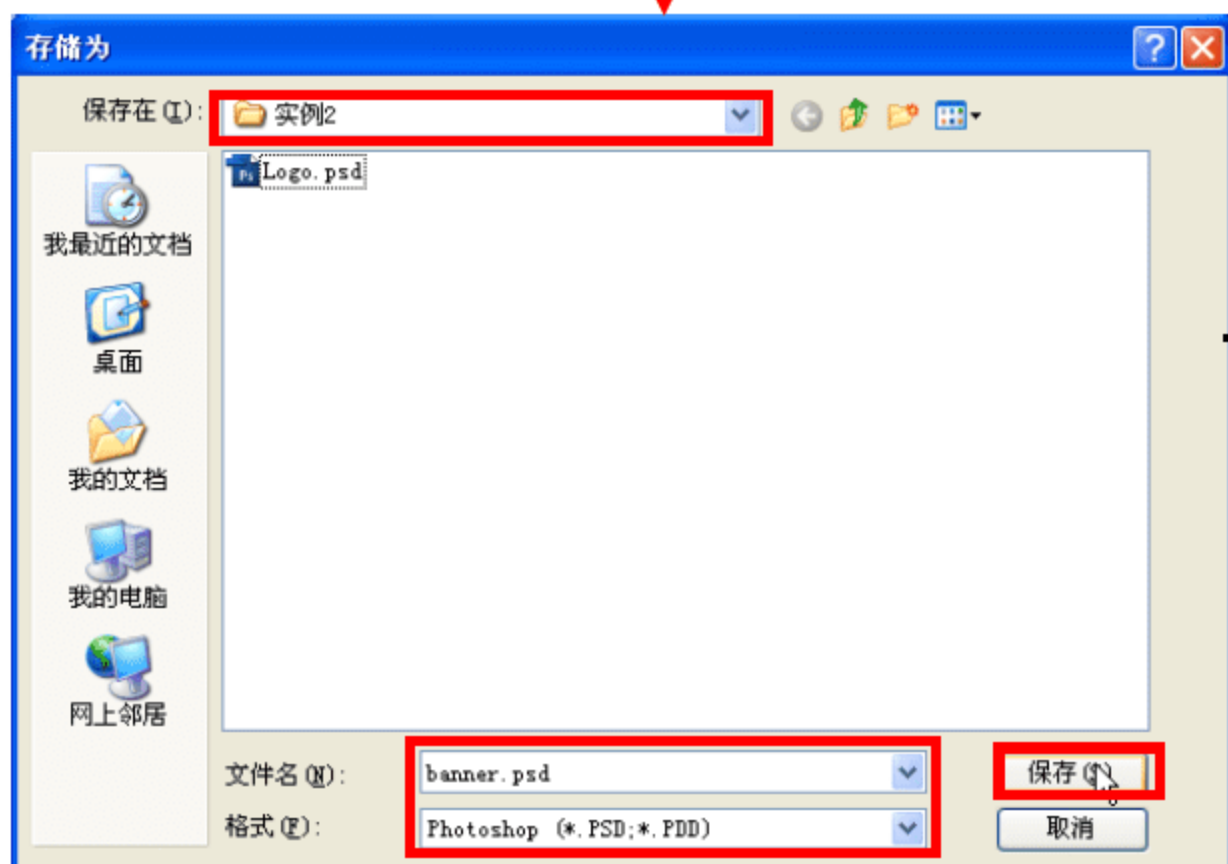 存储为
保存在(I):
实例2
Logo.psd
我最近的文档
桌面
我的文档
我的电脑
网上邻居
文件名(N):
banner.psd
保存(S)
格式(F):
Photoshop (*.PSD;*.PDD)
取消